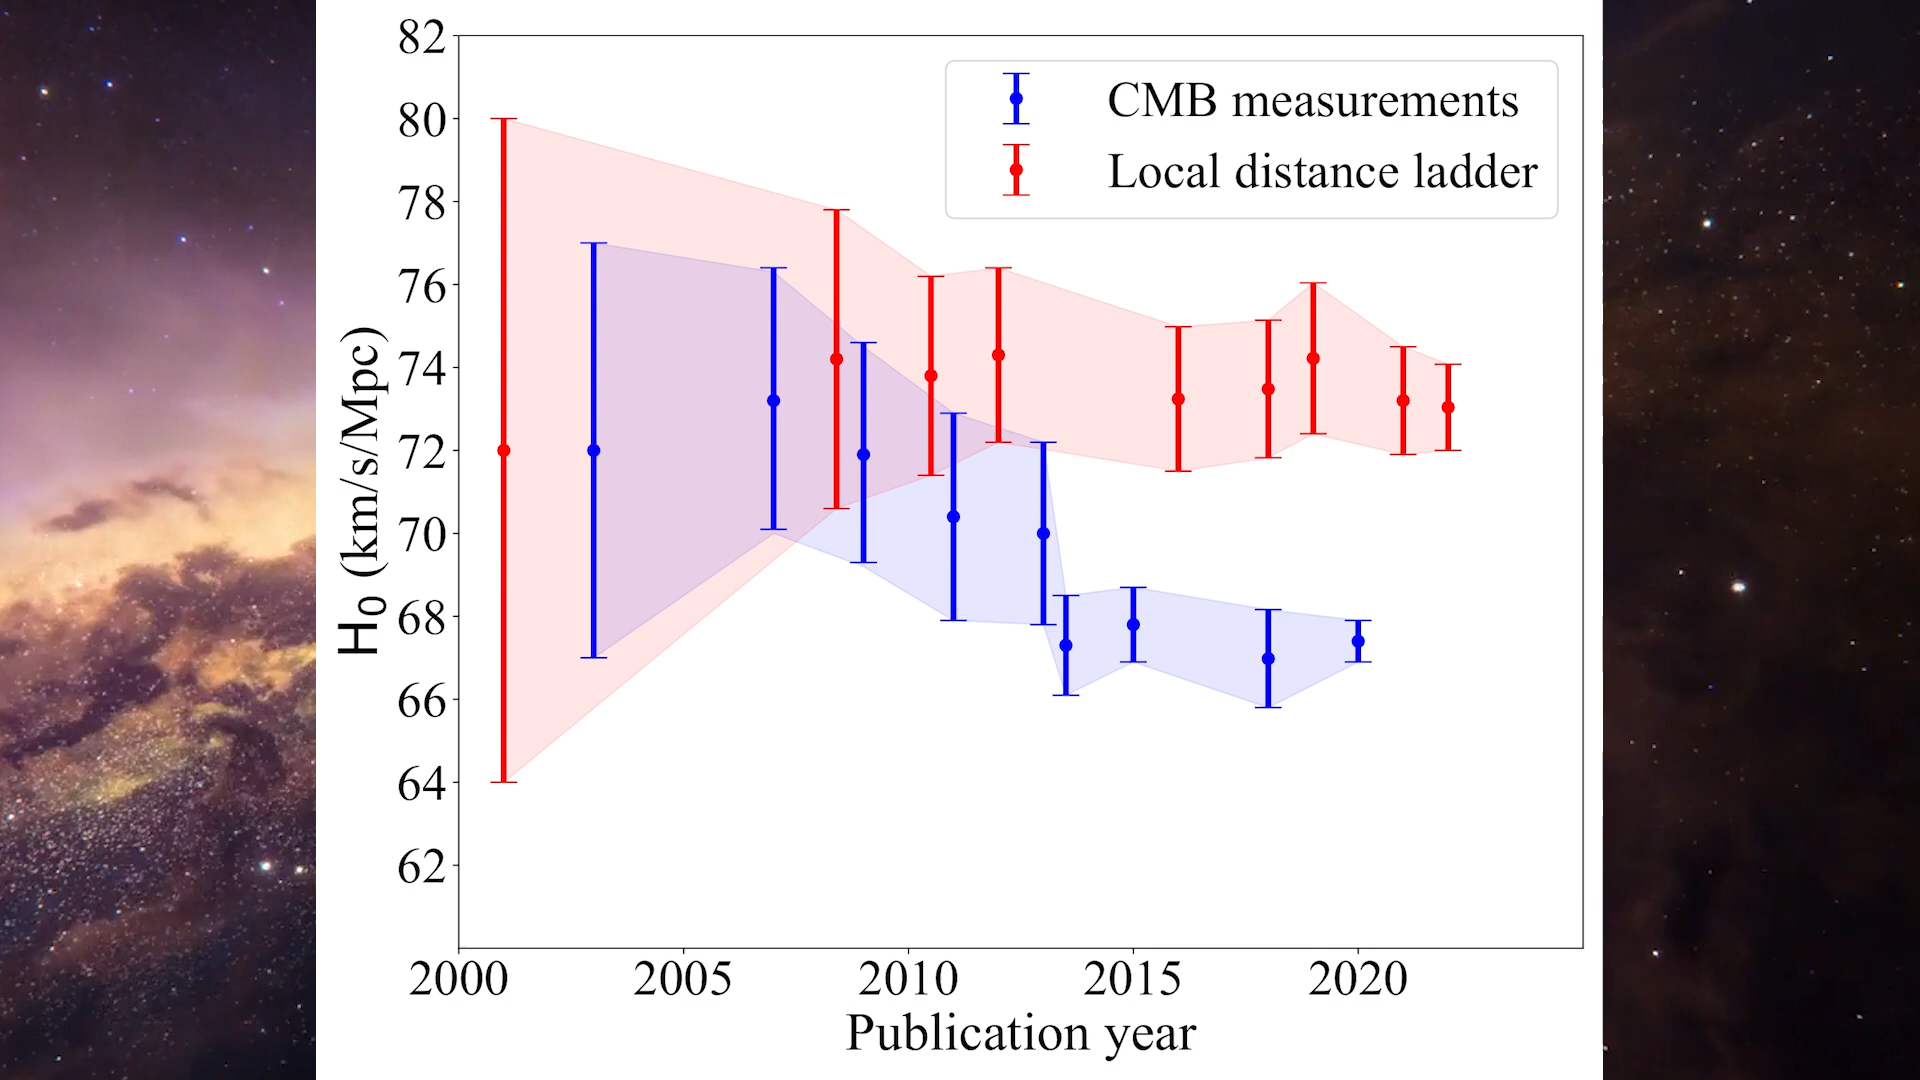 82
80
78
76
74
72
70
68
66
64
62
H₀ (km/s/Mpc)
CMB measurements
Local distance ladder
2000 2005 2010 2015 2020
Publication year